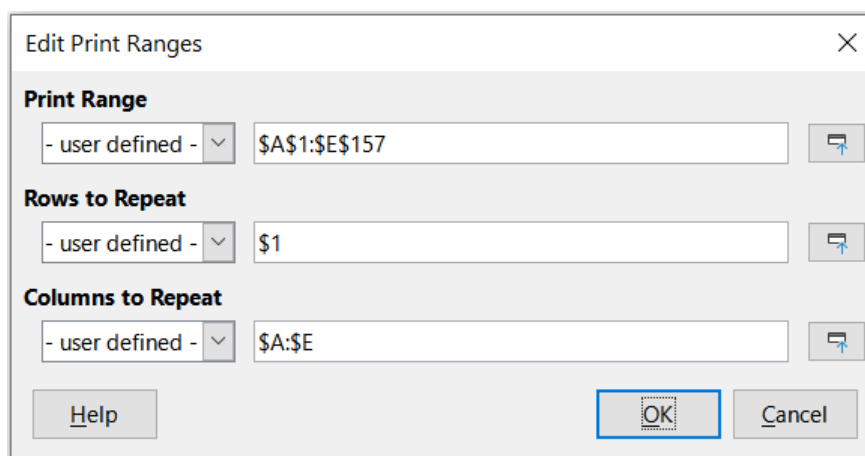 Edit Print Ranges
Print Range
- user defined - $A$1:$E$157
Rows to Repeat
- user defined - $1
Columns to Repeat
- user defined - $A:$E
Help OK Cancel